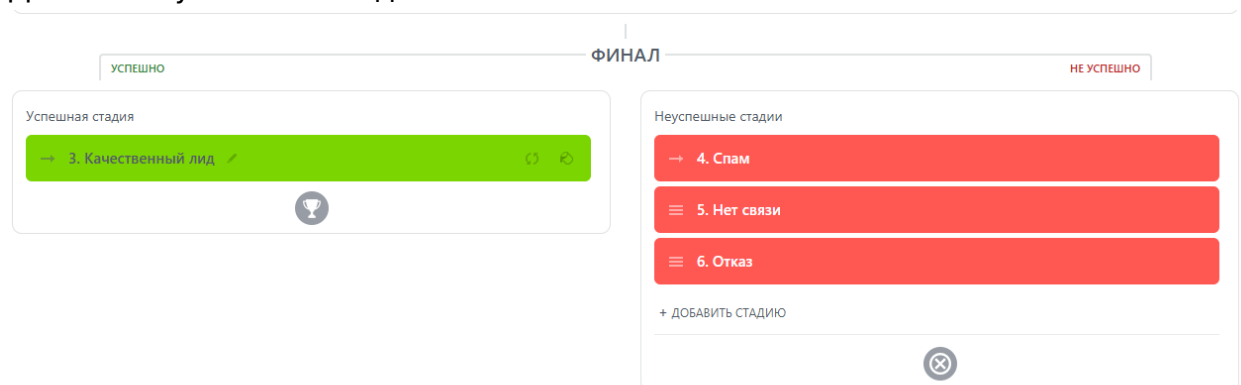 ФИНАЛ
УСПЕШНО
НЕ УСПЕШНО
Успешная стадия
3. Качественный лид
Неуспешные стадии
4. Спам
5. Нет связи
6. Отказ
+ ДОБАВИТЬ СТАДИЮ